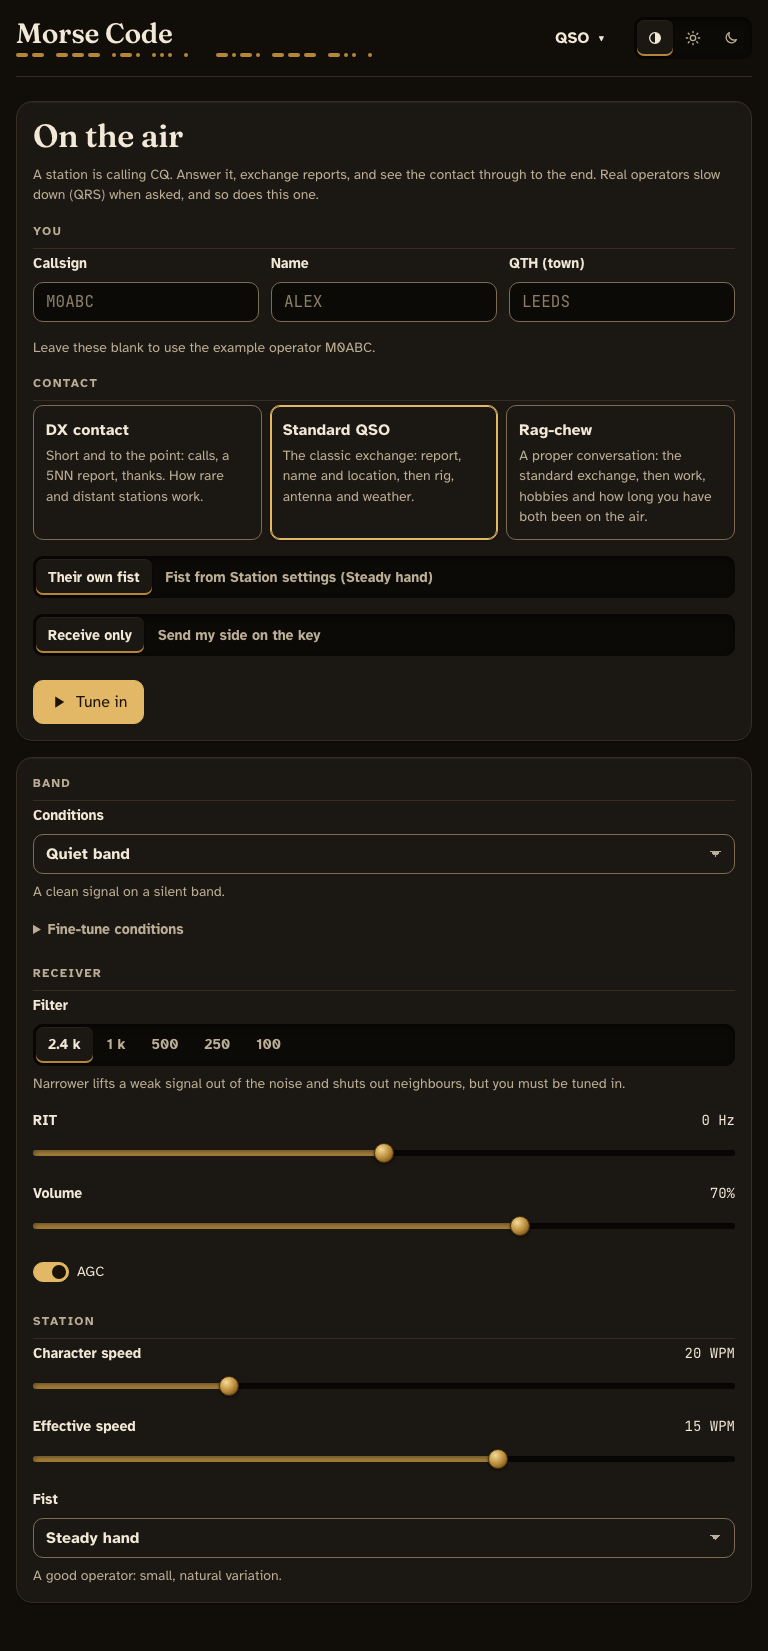 Morse Code
QSO ▾
On the air
A station is calling CQ. Answer it, exchange reports, and see the contact through to the end. Real operators slow
down (QRS) when asked, and so does this one.
YOU
Callsign Name QTH (town)
M0ABC ALEX LEEDS
Leave these blank to use the example operator M0ABC.
CONTACT
DX contact
Short and to the point: calls, a
5NN report, thanks. How rare
and distant stations work.
Standard QSO
The classic exchange: report,
name and location, then rig,
antenna and weather.
Rag-chew
A proper conversation: the
standard exchange, then work,
hobbies and how long you have
both been on the air.
Their own fist Fist from Station settings (Steady hand)
Receive only Send my side on the key
Tune in
BAND
Conditions
Quiet band
A clean signal on a silent band.
Fine-tune conditions
RECEIVER
Filter
2.4 k 1 k 500 250 100
Narrower lifts a weak signal out of the noise and shuts out neighbours, but you must be tuned in.
RIT 0 Hz
Volume 70%
AGC
STATION
Character speed 20 WPM
Effective speed 15 WPM
Fist
Steady hand
A good operator: small, natural variation.